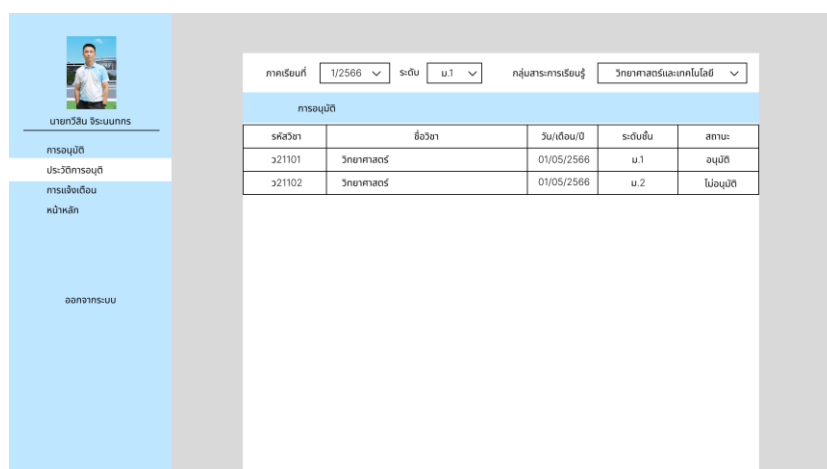 ภาคเรียนที่ 1/2566 ระดับ ม.1 กลุ่มสาระการเรียนรู้ วิทยาศาสตร์และเทคโนโลยี
การอนุมัติ
รหัสวิชา ชื่อวิชา วัน/เดือน/ปี ระดับชั้น สถานะ
ว21101 วิทยาศาสตร์ 01/05/2566 ม.1 อนุมัติ
ว21102 วิทยาศาสตร์ 01/05/2566 ม.2 ไม่อนุมัติ
นายทวีสิน จิระนนทกร
การอนุมัติ
ประวัติการอนุติ
การแจ้งเตือน
หน้าหลัก
ออกจากระบบ